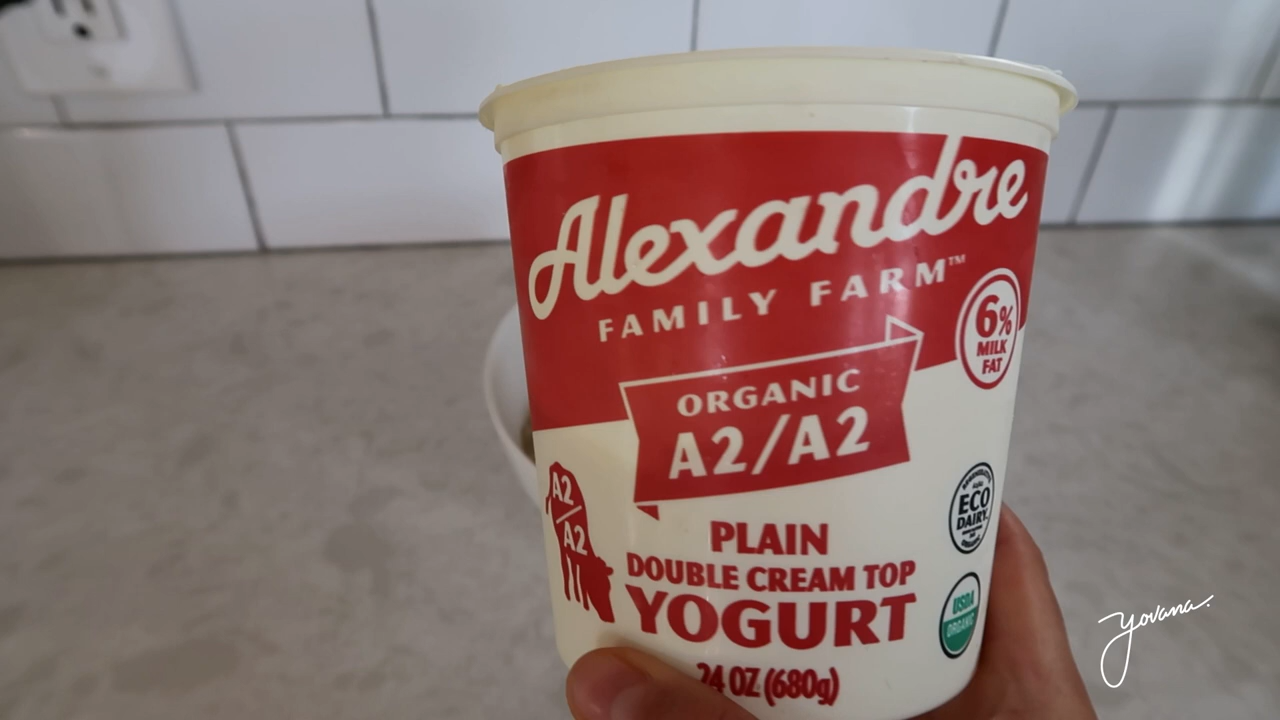 Alexandre
FAMILY FARM™
6%
MILK
FAT
ORGANIC
A2/A2
A2
A2
ECO
DAIRY
PLAIN
DOUBLE CREAM TOP
YOGURT
USDA
ORGANIC
24 OZ (680g)
yovana.